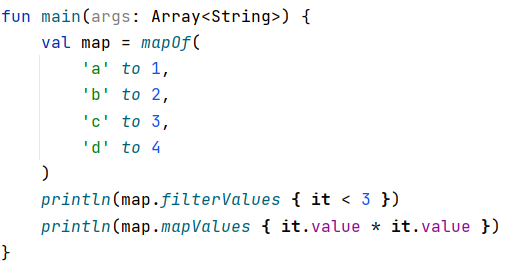 fun main(args: Array<String>) {
    val map = mapOf(
        'a' to 1,
        'b' to 2,
        'c' to 3,
        'd' to 4
    )
    println(map.filterValues { it < 3 })
    println(map.mapValues { it.value * it.value })
}